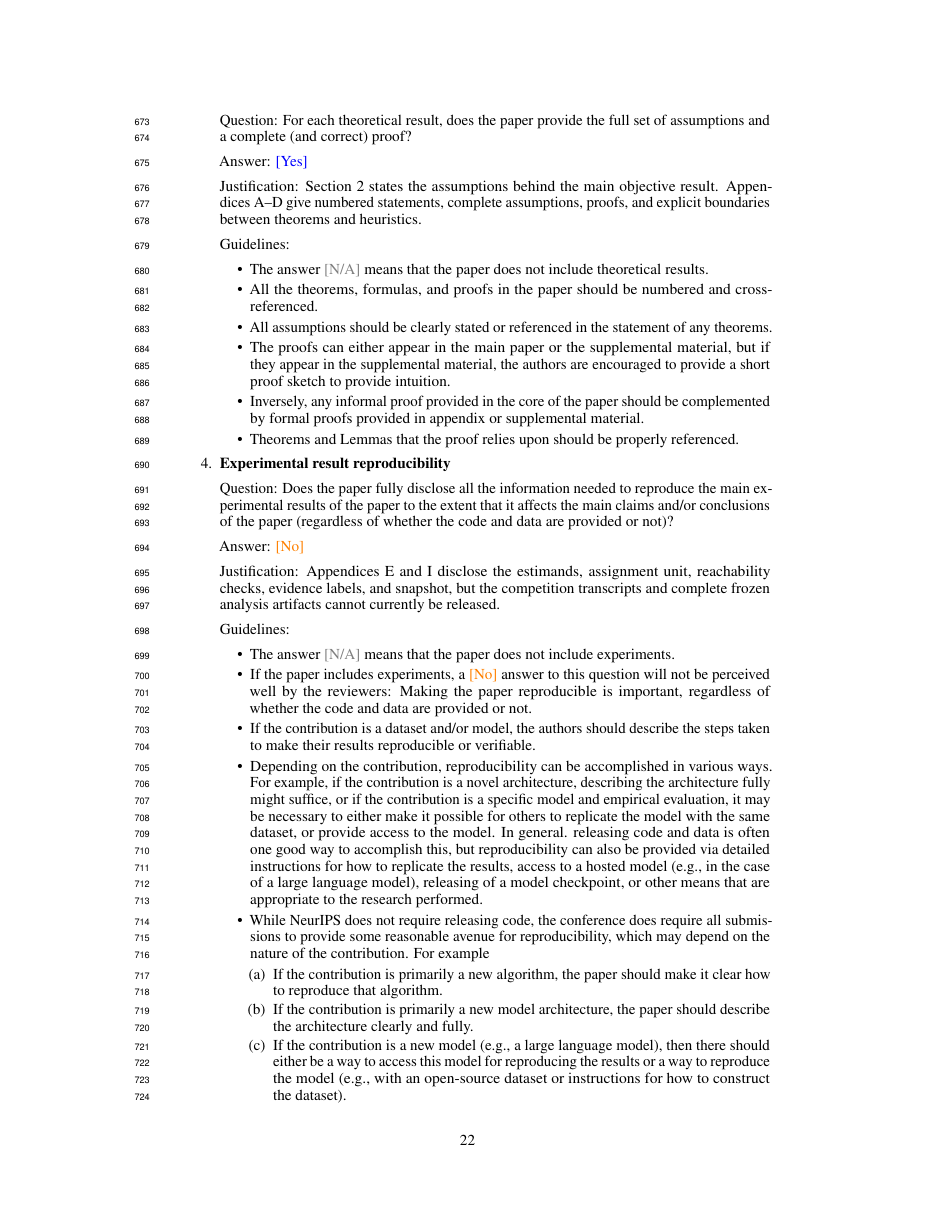 673 Question: For each theoretical result, does the paper provide the full set of assumptions and
674 a complete (and correct) proof?
675 Answer: [Yes]
676 Justification: Section 2 states the assumptions behind the main objective result. Appen-
677 dices A–D give numbered statements, complete assumptions, proofs, and explicit boundaries
678 between theorems and heuristics.
679 Guidelines:
680 • The answer [N/A] means that the paper does not include theoretical results.
681 • All the theorems, formulas, and proofs in the paper should be numbered and cross-
682 referenced.
683 • All assumptions should be clearly stated or referenced in the statement of any theorems.
684 • The proofs can either appear in the main paper or the supplemental material, but if
685 they appear in the supplemental material, the authors are encouraged to provide a short
686 proof sketch to provide intuition.
687 • Inversely, any informal proof provided in the core of the paper should be complemented
688 by formal proofs provided in appendix or supplemental material.
689 • Theorems and Lemmas that the proof relies upon should be properly referenced.
690 4. Experimental result reproducibility
691 Question: Does the paper fully disclose all the information needed to reproduce the main ex-
692 perimental results of the paper to the extent that it affects the main claims and/or conclusions
693 of the paper (regardless of whether the code and data are provided or not)?
694 Answer: [No]
695 Justification: Appendices E and I disclose the estimands, assignment unit, reachability
696 checks, evidence labels, and snapshot, but the competition transcripts and complete frozen
697 analysis artifacts cannot currently be released.
698 Guidelines:
699 • The answer [N/A] means that the paper does not include experiments.
700 • If the paper includes experiments, a [No] answer to this question will not be perceived
701 well by the reviewers: Making the paper reproducible is important, regardless of
702 whether the code and data are provided or not.
703 • If the contribution is a dataset and/or model, the authors should describe the steps taken
704 to make their results reproducible or verifiable.
705 • Depending on the contribution, reproducibility can be accomplished in various ways.
706 For example, if the contribution is a novel architecture, describing the architecture fully
707 might suffice, or if the contribution is a specific model and empirical evaluation, it may
708 be necessary to either make it possible for others to replicate the model with the same
709 dataset, or provide access to the model. In general. releasing code and data is often
710 one good way to accomplish this, but reproducibility can also be provided via detailed
711 instructions for how to replicate the results, access to a hosted model (e.g., in the case
712 of a large language model), releasing of a model checkpoint, or other means that are
713 appropriate to the research performed.
714 • While NeurIPS does not require releasing code, the conference does require all submis-
715 sions to provide some reasonable avenue for reproducibility, which may depend on the
716 nature of the contribution. For example
717 (a) If the contribution is primarily a new algorithm, the paper should make it clear how
718 to reproduce that algorithm.
719 (b) If the contribution is primarily a new model architecture, the paper should describe
720 the architecture clearly and fully.
721 (c) If the contribution is a new model (e.g., a large language model), then there should
722 either be a way to access this model for reproducing the results or a way to reproduce
723 the model (e.g., with an open-source dataset or instructions for how to construct
724 the dataset).
22